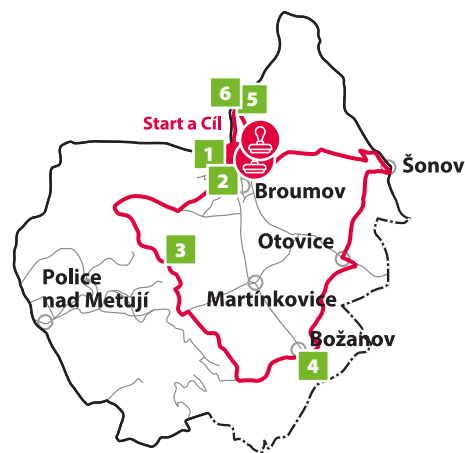 6
5
Start a Cíl
1
2
Šonov
Broumov
3
Otovice
Police
nad Metují
Martínkovice
Božanov
4